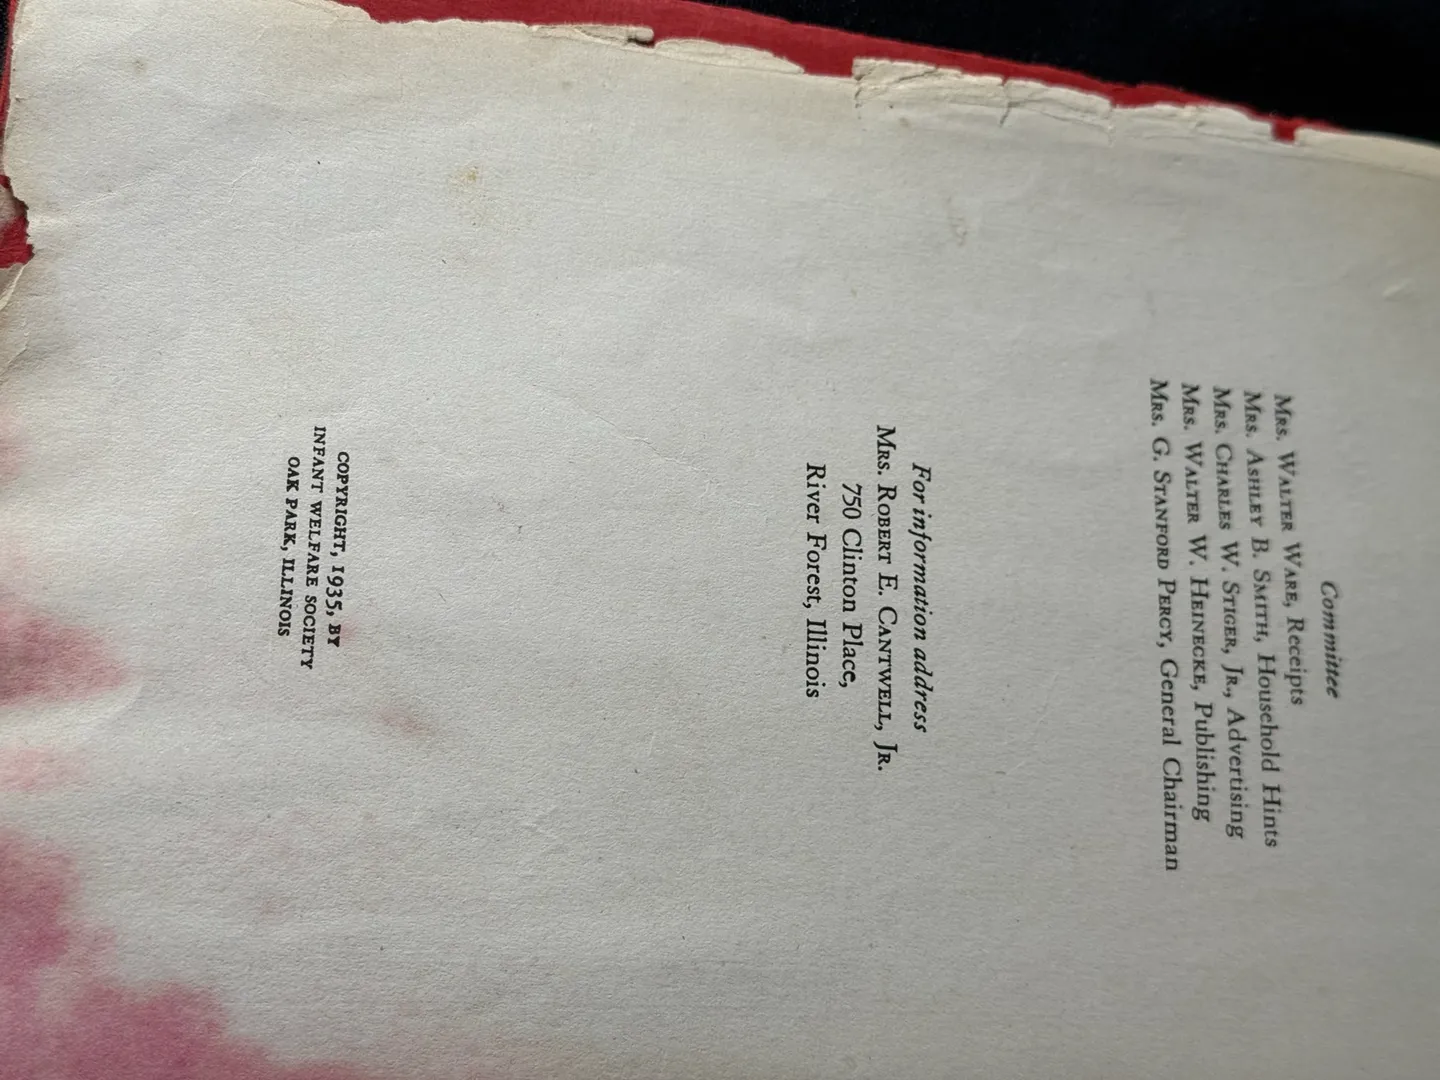 Committee
Mrs. Walter Ware, Receipts
Mrs. Ashley B. Smith, Household Hints
Mrs. Charles W. Stiger, Jr., Advertising
Mrs. Walter W. Heinecke, Publishing
Mrs. G. Stanford Percy, General Chairman
For information address
Mrs. Robert E. Cantwell, Jr.
750 Clinton Place,
River Forest, Illinois
COPYRIGHT, 1935, BY
INFANT WELFARE SOCIETY
OAK PARK, ILLINOIS